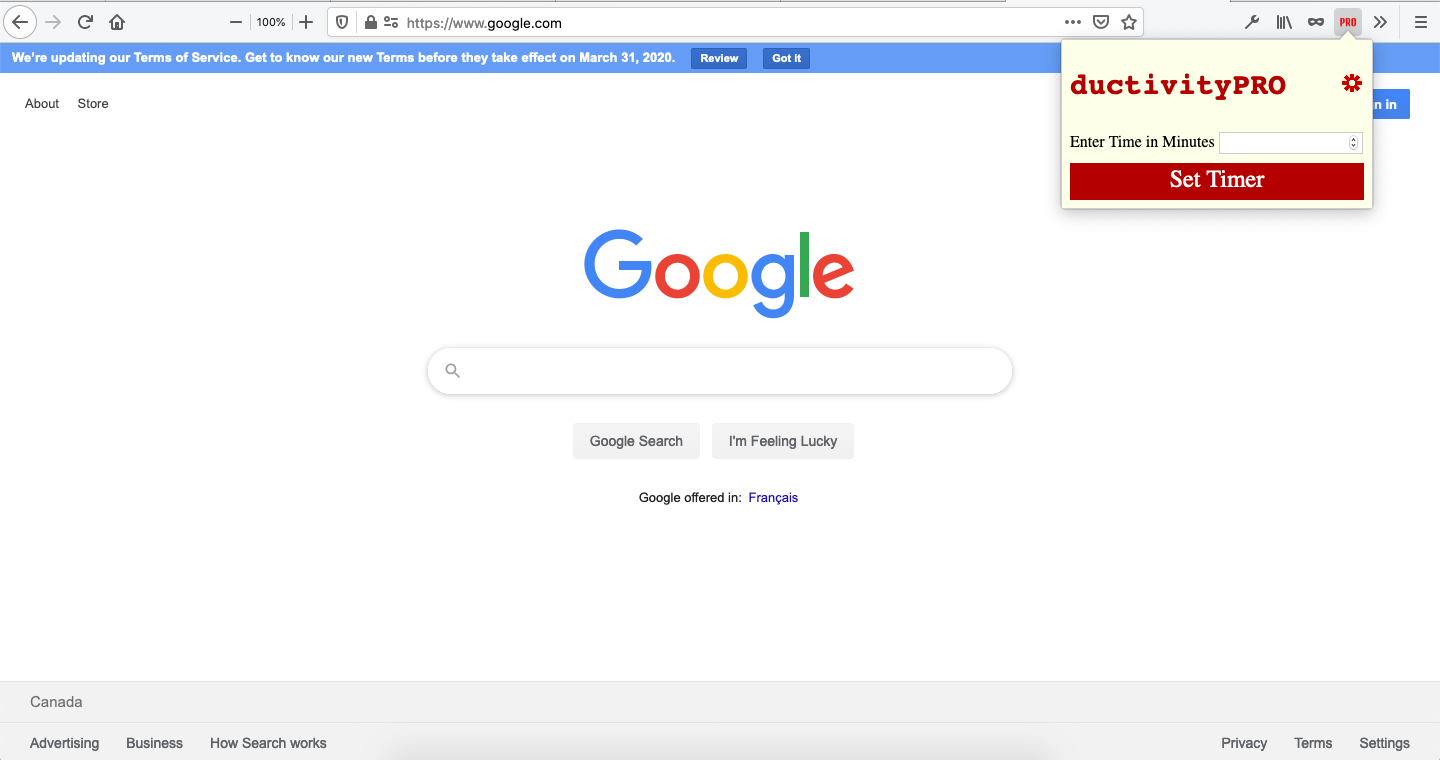 100%
https://www.google.com
PRO
We're updating our Terms of Service. Get to know our new Terms before they take effect on March 31, 2020. Review Got it
ductivityPRO
About Store
n in
Enter Time in Minutes
Set Timer
Google
Google Search I'm Feeling Lucky
Google offered in: Français
Canada
Advertising Business How Search works Privacy Terms Settings